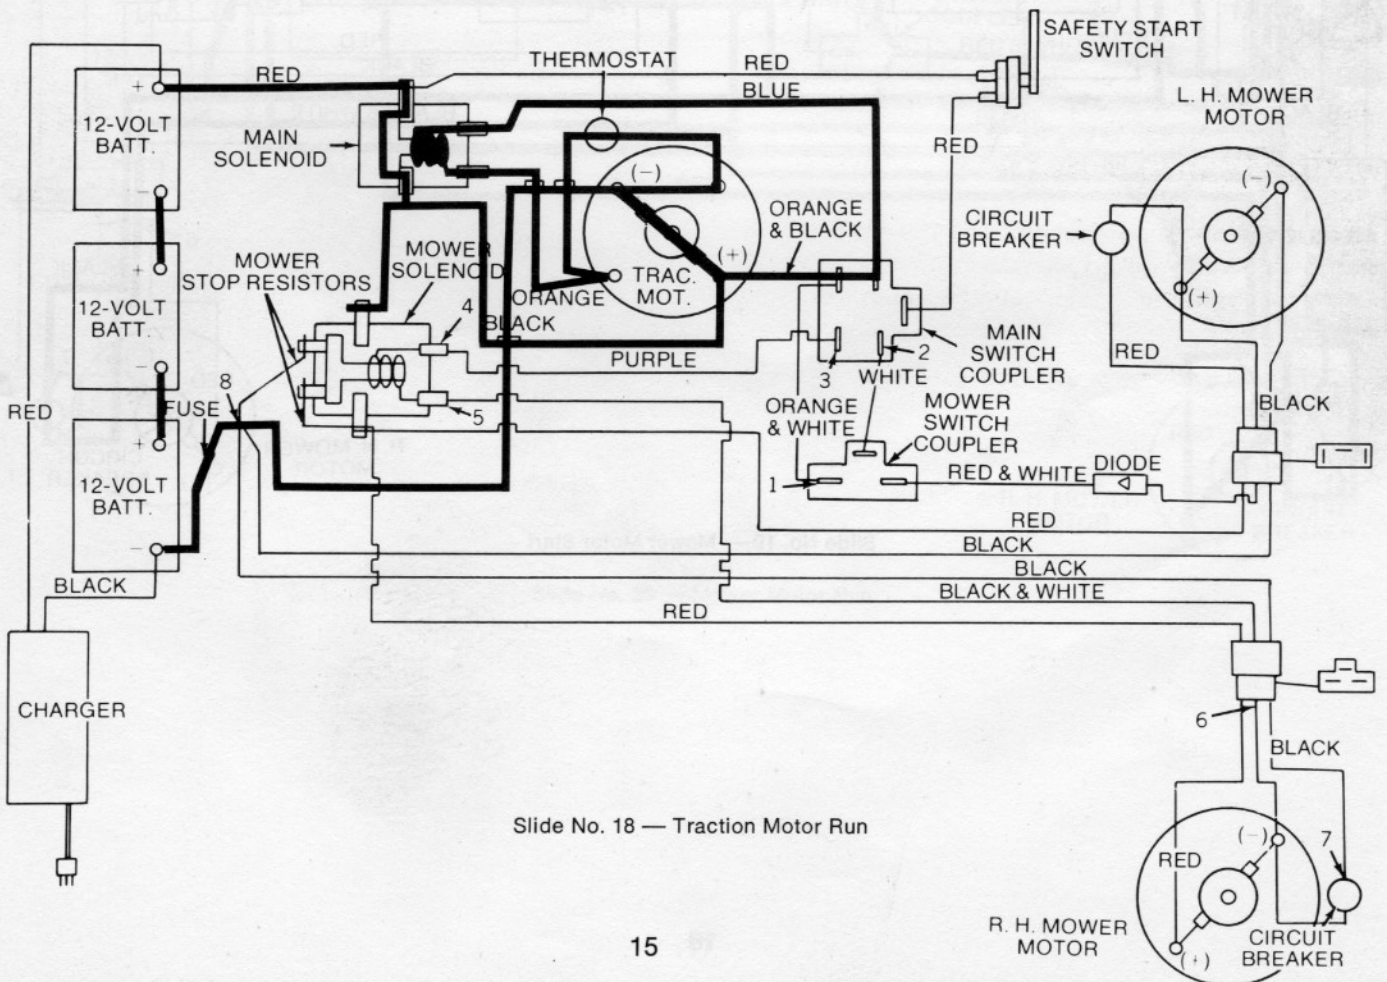 SAFETY START
SWITCH
THERMOSTAT
RED
RED
BLUE
L. H. MOWER
MOTOR
+
12-VOLT
BATT.
−
MAIN
SOLENOID
RED
(−)
(−)
ORANGE
& BLACK
CIRCUIT
BREAKER
(+)
MOWER
STOP RESISTORS
MOWER
SOLENOID
TRAC.
MOT.
+
12-VOLT
BATT.
−
ORANGE
(+)
4
BLACK
PURPLE
2
MAIN
SWITCH
COUPLER
RED
3
WHITE
8
RED
FUSE
5
ORANGE
& WHITE
MOWER
SWITCH
COUPLER
BLACK
+
12-VOLT
BATT.
−
1
RED & WHITE
DIODE
RED
BLACK
BLACK
BLACK
BLACK & WHITE
RED
CHARGER
6
BLACK
Slide No. 18 — Traction Motor Run
(−)
7
RED
R. H. MOWER
MOTOR
(+)
CIRCUIT
BREAKER
15